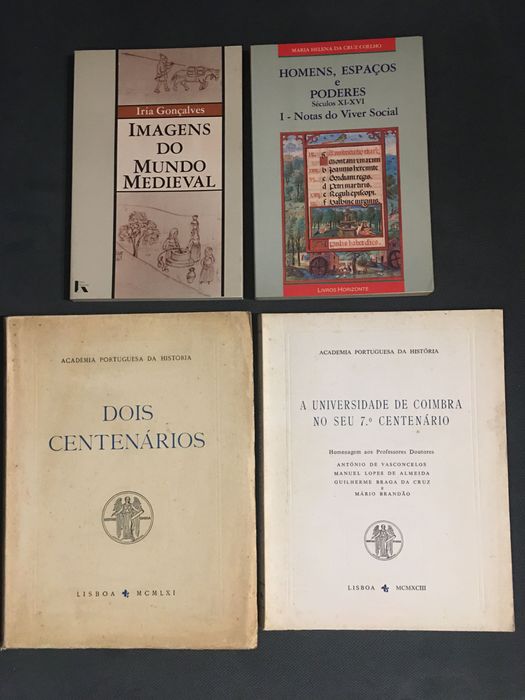 Iria Gonçalves
IMAGENS
DO
MUNDO
MEDIEVAL
MARIA HELENA DA CRUZ COELHO
HOMENS, ESPAÇOS
e
PODERES
Séculos XI-XVI
I - Notas do Viver Social
d Petri martiris.
LIVROS HORIZONTE
ACADEMIA PORTUGUESA DA HISTÓRIA
DOIS
CENTENÁRIOS
LISBOA MCMLXI
ACADEMIA PORTUGUESA DA HISTÓRIA
A UNIVERSIDADE DE COIMBRA
NO SEU 7.º CENTENÁRIO
Homenagem aos Professores Doutores
ANTÓNIO DE VASCONCELOS
MANUEL LOPES DE ALMEIDA
GUILHERME BRAGA DA CRUZ
E
MÁRIO BRANDÃO
LISBOA MCMXCIII